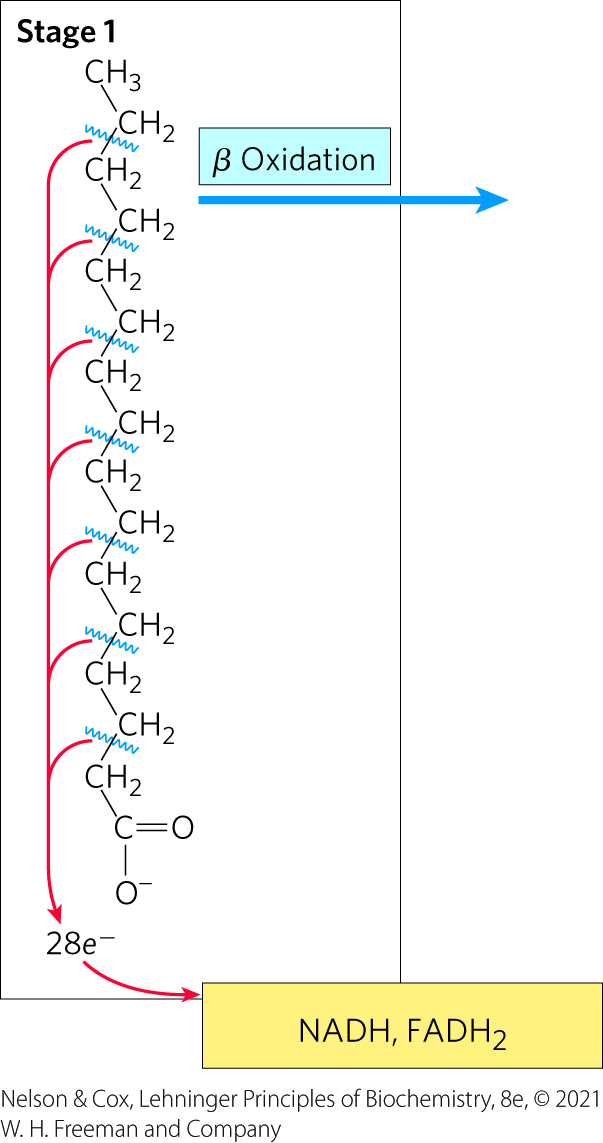 Stage 1
CH₃
CH₂
β Oxidation
CH₂
CH₂
CH₂
CH₂
CH₂
CH₂
CH₂
CH₂
CH₂
CH₂
CH₂
CH₂
CH₂
C=O
O⁻
28e⁻
NADH, FADH₂
Nelson & Cox, Lehninger Principles of Biochemistry, 8e, © 2021
W. H. Freeman and Company